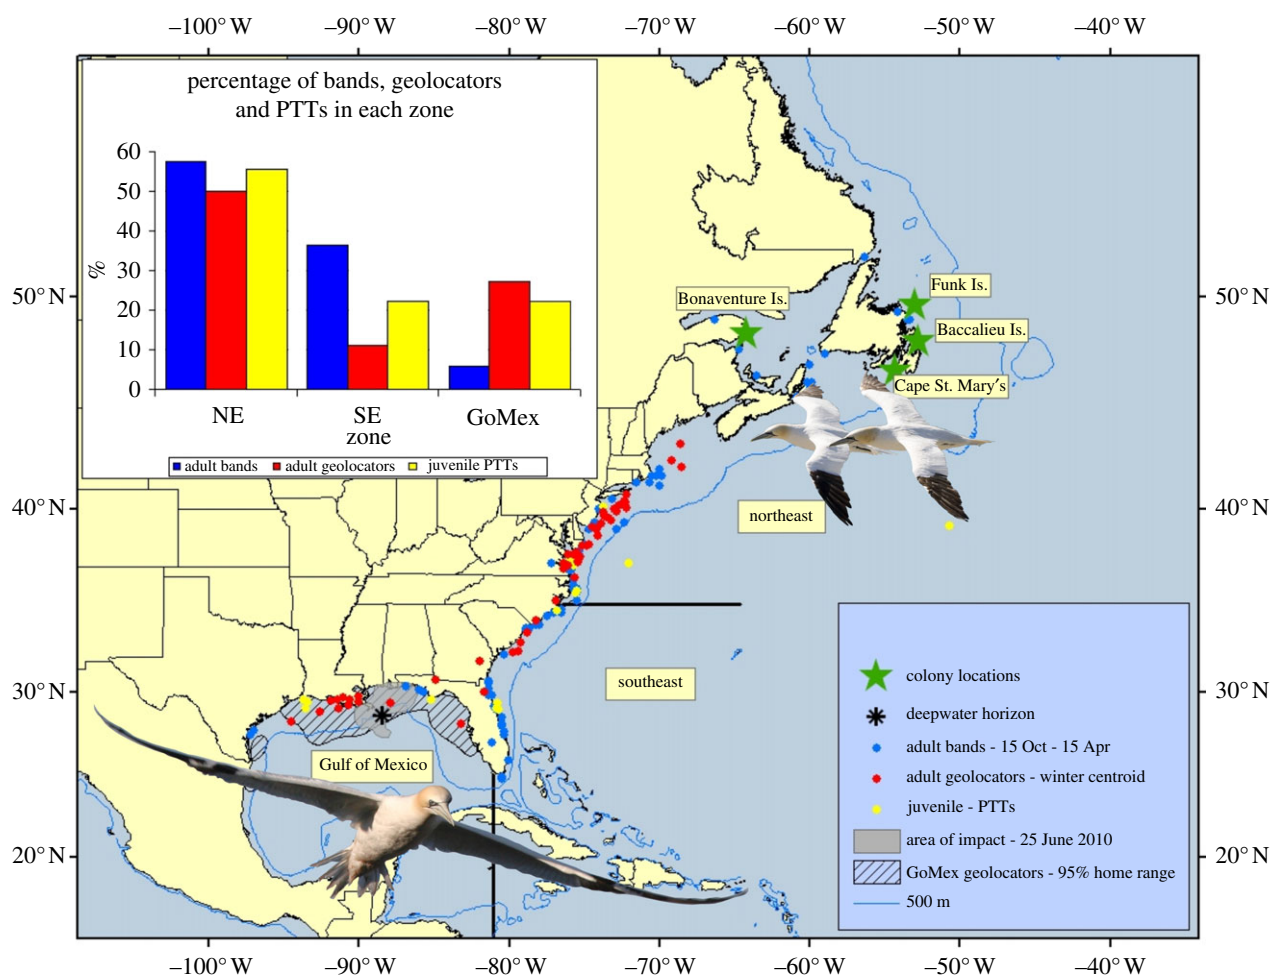 –100° W –90° W –80° W –70° W –60° W –50° W –40° W
percentage of bands, geolocators
and PTTs in each zone
60
50
40
30
20
10
0
%
NE SE GoMex
zone
adult bands adult geolocators juvenile PTTs
50° N
40° N
30° N
20° N
50° N
40° N
30° N
20° N
Bonaventure Is.
Funk Is.
Baccalieu Is.
Cape St. Mary′s
northeast
southeast
Gulf of Mexico
colony locations
deepwater horizon
adult bands - 15 Oct - 15 Apr
adult geolocators - winter centroid
juvenile - PTTs
area of impact - 25 June 2010
GoMex geolocators - 95% home range
500 m
–100° W –90° W –80° W –70° W –60° W –50° W –40° W